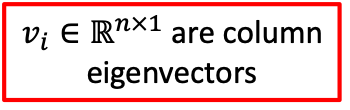 𝑣ᵢ ∈ ℝⁿˣ¹ are column
eigenvectors